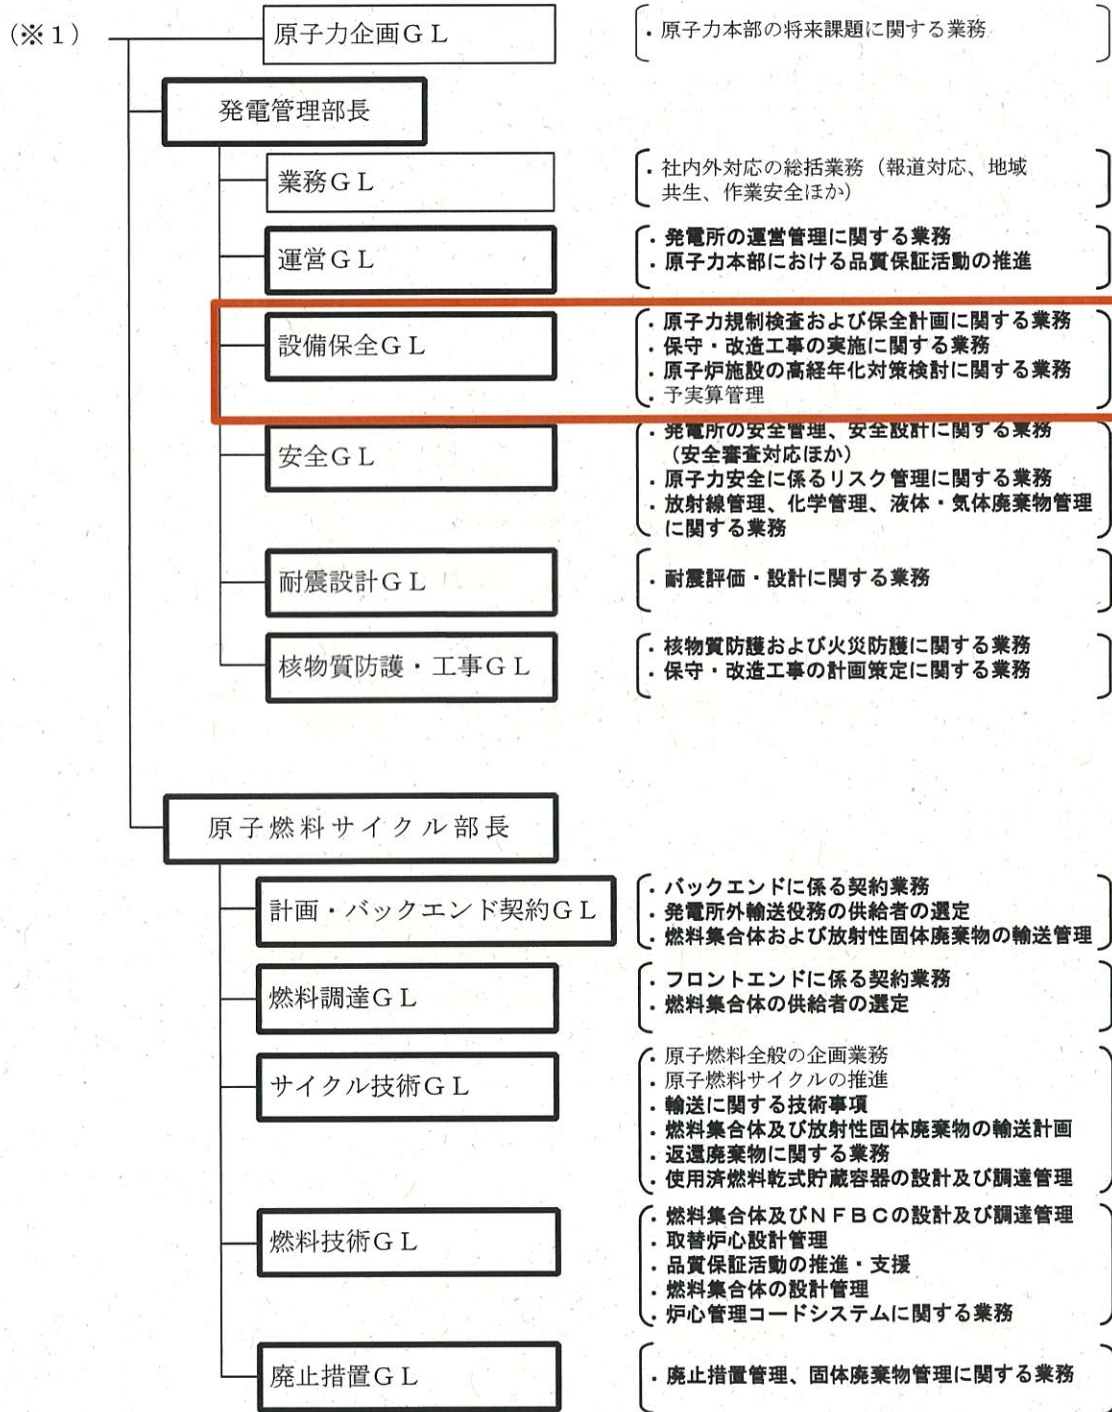 (※1)
原子力企画GL
・原子力本部の将来課題に関する業務
発電管理部長
業務GL
・社内外対応の総括業務(報道対応、地域
共生、作業安全ほか)
運営GL
・発電所の運営管理に関する業務
・原子力本部における品質保証活動の推進
設備保全GL
・原子力規制検査および保全計画に関する業務
・保守・改造工事の実施に関する業務
・原子炉施設の高経年化対策検討に関する業務
・予実算管理
安全GL
・発電所の安全管理、安全設計に関する業務
(安全審査対応ほか)
・原子力安全に係るリスク管理に関する業務
・放射線管理、化学管理、液体・気体廃棄物管理
に関する業務
耐震設計GL
・耐震評価・設計に関する業務
核物質防護・工事GL
・核物質防護および火災防護に関する業務
・保守・改造工事の計画策定に関する業務
原子燃料サイクル部長
計画・バックエンド契約GL
・バックエンドに係る契約業務
・発電所外輸送役務の供給者の選定
・燃料集合体および放射性固体廃棄物の輸送管理
燃料調達GL
・フロントエンドに係る契約業務
・燃料集合体の供給者の選定
サイクル技術GL
・原子燃料全般の企画業務
・原子燃料サイクルの推進
・輸送に関する技術事項
・燃料集合体及び放射性固体廃棄物の輸送計画
・返還廃棄物に関する業務
・使用済燃料乾式貯蔵容器の設計及び調達管理
燃料技術GL
・燃料集合体及びNFBCの設計及び調達管理
・取替炉心設計管理
・品質保証活動の推進・支援
・燃料集合体の設計管理
・炉心管理コードシステムに関する業務
廃止措置GL
・廃止措置管理、固体廃棄物管理に関する業務